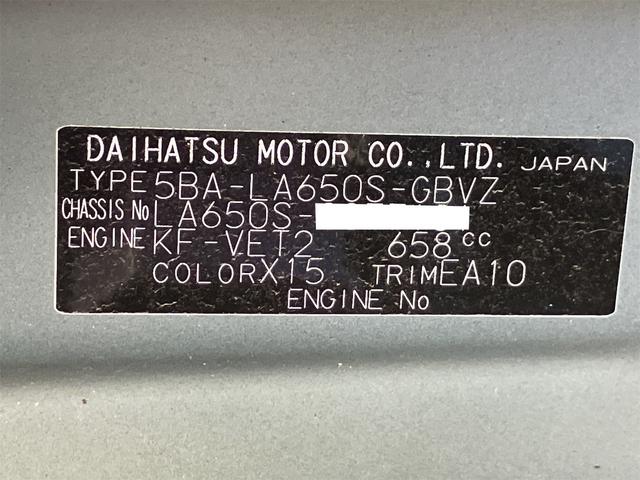 DAIHATSU MOTOR CO.,LTD. JAPAN
TYPE 5BA-LA650S-GBVZ
CHASSIS No LA650S-
ENGINE KF-VET2 658cc
COLOR X15 TRIM EA10
ENGINE No